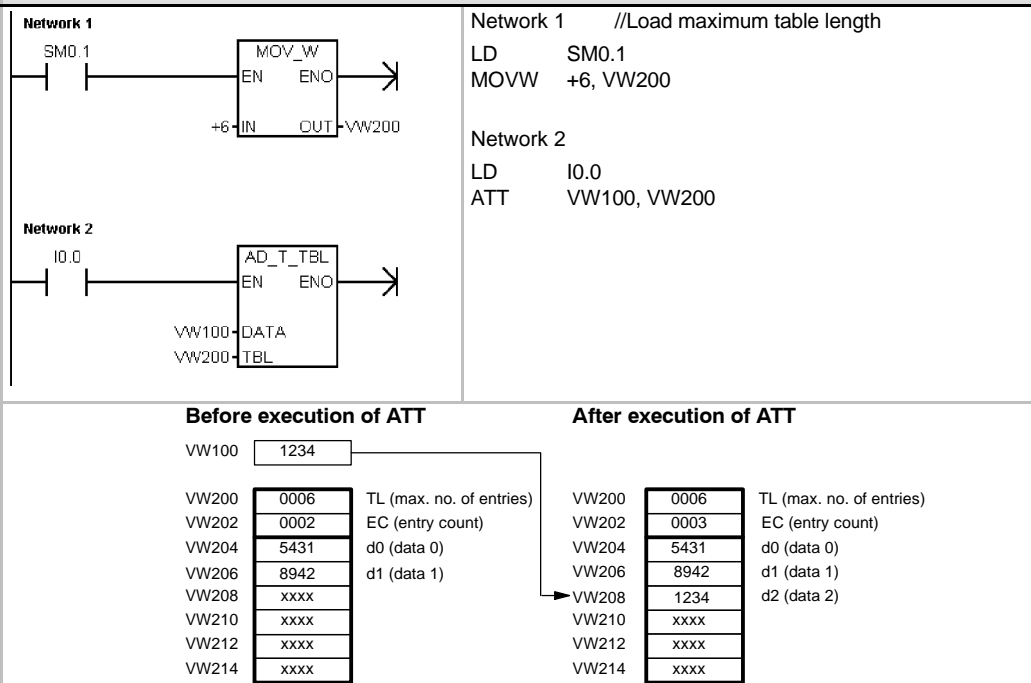 Network 1
SM0.1
MOV_W
EN ENO
+6 IN OUT VW200
Network 2
I0.0
AD_T_TBL
EN ENO
VW100 DATA
VW200 TBL
Network 1 //Load maximum table length
LD SM0.1
MOVW +6, VW200
Network 2
LD I0.0
ATT VW100, VW200
Before execution of ATT After execution of ATT
VW100 1234
VW200 0006 TL (max. no. of entries) VW200 0006 TL (max. no. of entries)
VW202 0002 EC (entry count) VW202 0003 EC (entry count)
VW204 5431 d0 (data 0) VW204 5431 d0 (data 0)
VW206 8942 d1 (data 1) VW206 8942 d1 (data 1)
VW208 xxxx VW208 1234 d2 (data 2)
VW210 xxxx VW210 xxxx
VW212 xxxx VW212 xxxx
VW214 xxxx VW214 xxxx